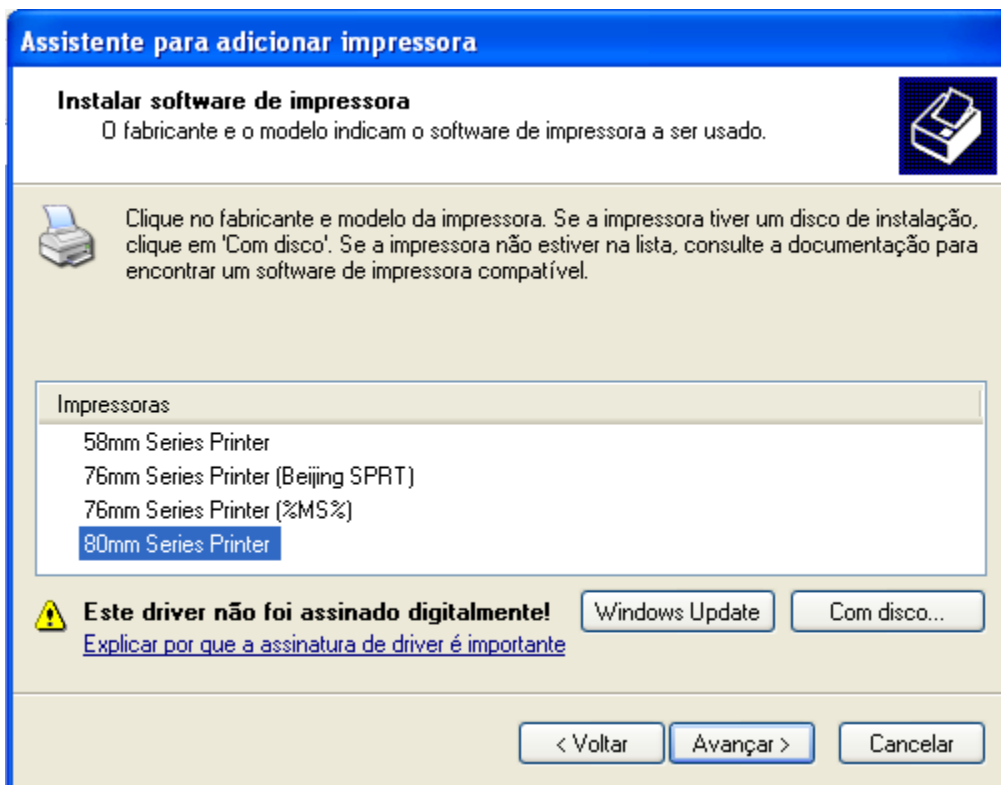 Assistente para adicionar impressora
Instalar software de impressora
O fabricante e o modelo indicam o software de impressora a ser usado.
Clique no fabricante e modelo da impressora. Se a impressora tiver um disco de instalação,
clique em 'Com disco'. Se a impressora não estiver na lista, consulte a documentação para
encontrar um software de impressora compatível.
Impressoras
58mm Series Printer
76mm Series Printer (Beijing SPRT)
76mm Series Printer (%MS%)
80mm Series Printer
Este driver não foi assinado digitalmente! Windows Update Com disco...
Explicar por que a assinatura de driver é importante
< Voltar Avançar > Cancelar